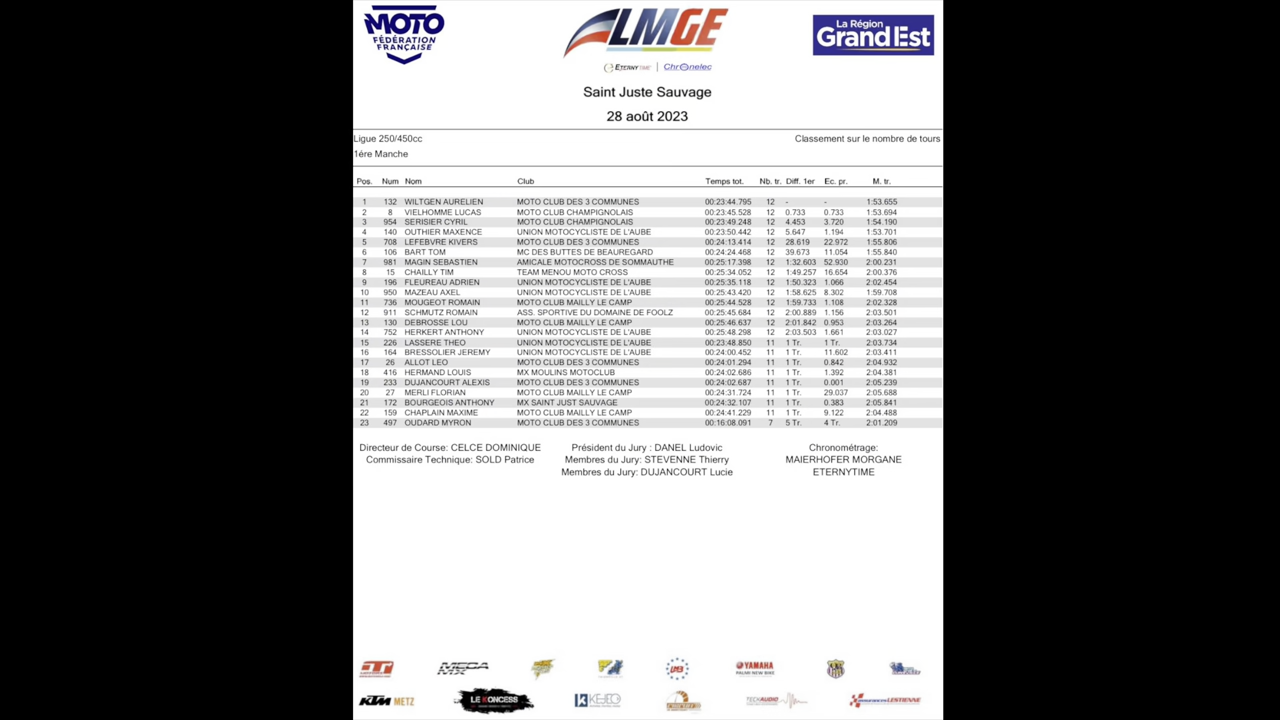 MOTO
FÉDÉRATION
FRANÇAISE
LMGE
ETERNYTIME | Chronelec
La Région
Grand Est
Saint Juste Sauvage
28 août 2023
Ligue 250/450cc Classement sur le nombre de tours
1ére Manche
Pos. Num Nom Club Temps tot. Nb. tr. Diff. 1er Ec. pr. M. tr.
1 132 WILTGEN AURELIEN MOTO CLUB DES 3 COMMUNES 00:23:44.795 12 - - 1:53.655
2 8 VIELHOMME LUCAS MOTO CLUB CHAMPIGNOLAIS 00:23:45.528 12 0.733 0.733 1:53.694
3 954 SERISIER CYRIL MOTO CLUB CHAMPIGNOLAIS 00:23:49.248 12 4.453 3.720 1:54.190
4 140 OUTHIER MAXENCE UNION MOTOCYCLISTE DE L'AUBE 00:23:50.442 12 5.647 1.194 1:53.701
5 708 LEFEBVRE KIVERS MOTO CLUB DES 3 COMMUNES 00:24:13.414 12 28.619 22.972 1:55.806
6 106 BART TOM MC DES BUTTES DE BEAUREGARD 00:24:24.468 12 39.673 11.054 1:55.840
7 981 MAGIN SEBASTIEN AMICALE MOTOCROSS DE SOMMAUTHE 00:25:17.398 12 1:32.603 52.930 2:00.231
8 15 CHAILLY TIM TEAM MENOU MOTO CROSS 00:25:34.052 12 1:49.257 16.654 2:00.376
9 196 FLEUREAU ADRIEN UNION MOTOCYCLISTE DE L'AUBE 00:25:35.118 12 1:50.323 1.066 2:02.454
10 950 MAZEAU AXEL UNION MOTOCYCLISTE DE L'AUBE 00:25:43.420 12 1:58.625 8.302 1:59.708
11 736 MOUGEOT ROMAIN MOTO CLUB MAILLY LE CAMP 00:25:44.528 12 1:59.733 1.108 2:02.328
12 911 SCHMUTZ ROMAIN ASS. SPORTIVE DU DOMAINE DE FOOLZ 00:25:45.684 12 2:00.889 1.156 2:03.501
13 130 DEBROSSE LOU MOTO CLUB MAILLY LE CAMP 00:25:46.637 12 2:01.842 0.953 2:03.264
14 752 HERKERT ANTHONY UNION MOTOCYCLISTE DE L'AUBE 00:25:48.298 12 2:03.503 1.661 2:03.027
15 226 LASSERE THEO UNION MOTOCYCLISTE DE L'AUBE 00:23:48.850 11 1 Tr. 1 Tr. 2:03.734
16 164 BRESSOLIER JEREMY UNION MOTOCYCLISTE DE L'AUBE 00:24:00.452 11 1 Tr. 11.602 2:03.411
17 26 ALLOT LEO MOTO CLUB DES 3 COMMUNES 00:24:01.294 11 1 Tr. 0.842 2:04.932
18 416 HERMAND LOUIS MX MOULINS MOTOCLUB 00:24:02.686 11 1 Tr. 1.392 2:04.381
19 233 DUJANCOURT ALEXIS MOTO CLUB DES 3 COMMUNES 00:24:02.687 11 1 Tr. 0.001 2:05.239
20 27 MERLI FLORIAN MOTO CLUB MAILLY LE CAMP 00:24:31.724 11 1 Tr. 29.037 2:05.688
21 172 BOURGEOIS ANTHONY MX SAINT JUST SAUVAGE 00:24:32.107 11 1 Tr. 0.383 2:05.841
22 159 CHAPLAIN MAXIME MOTO CLUB MAILLY LE CAMP 00:24:41.229 11 1 Tr. 9.122 2:04.488
23 497 OUDARD MYRON MOTO CLUB DES 3 COMMUNES 00:16:08.091 7 5 Tr. 4 Tr. 2:01.209
Directeur de Course: CELCE DOMINIQUE Président du Jury : DANEL Ludovic Chronométrage:
Commissaire Technique: SOLD Patrice Membres du Jury: STEVENNE Thierry MAIERHOFER MORGANE
Membres du Jury: DUJANCOURT Lucie ETERNYTIME
MEGA MX YAMAHA
KTM METZ LE KONCESS TECH AUDIO LESTIENNE